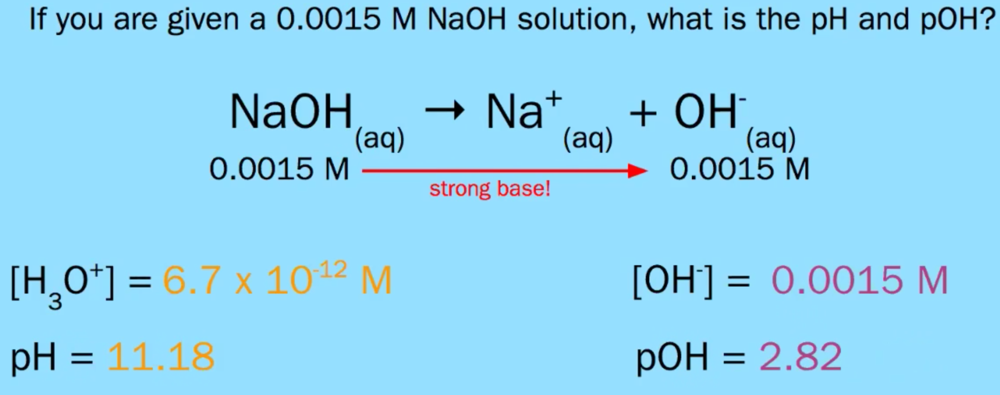 If you are given a 0.0015 M NaOH solution, what is the pH and pOH?
NaOH(aq) → Na⁺(aq) + OH⁻(aq)
0.0015 M 0.0015 M
strong base!
[H₃O⁺] = 6.7 x 10⁻¹² M [OH⁻] = 0.0015 M
pH = 11.18 pOH = 2.82